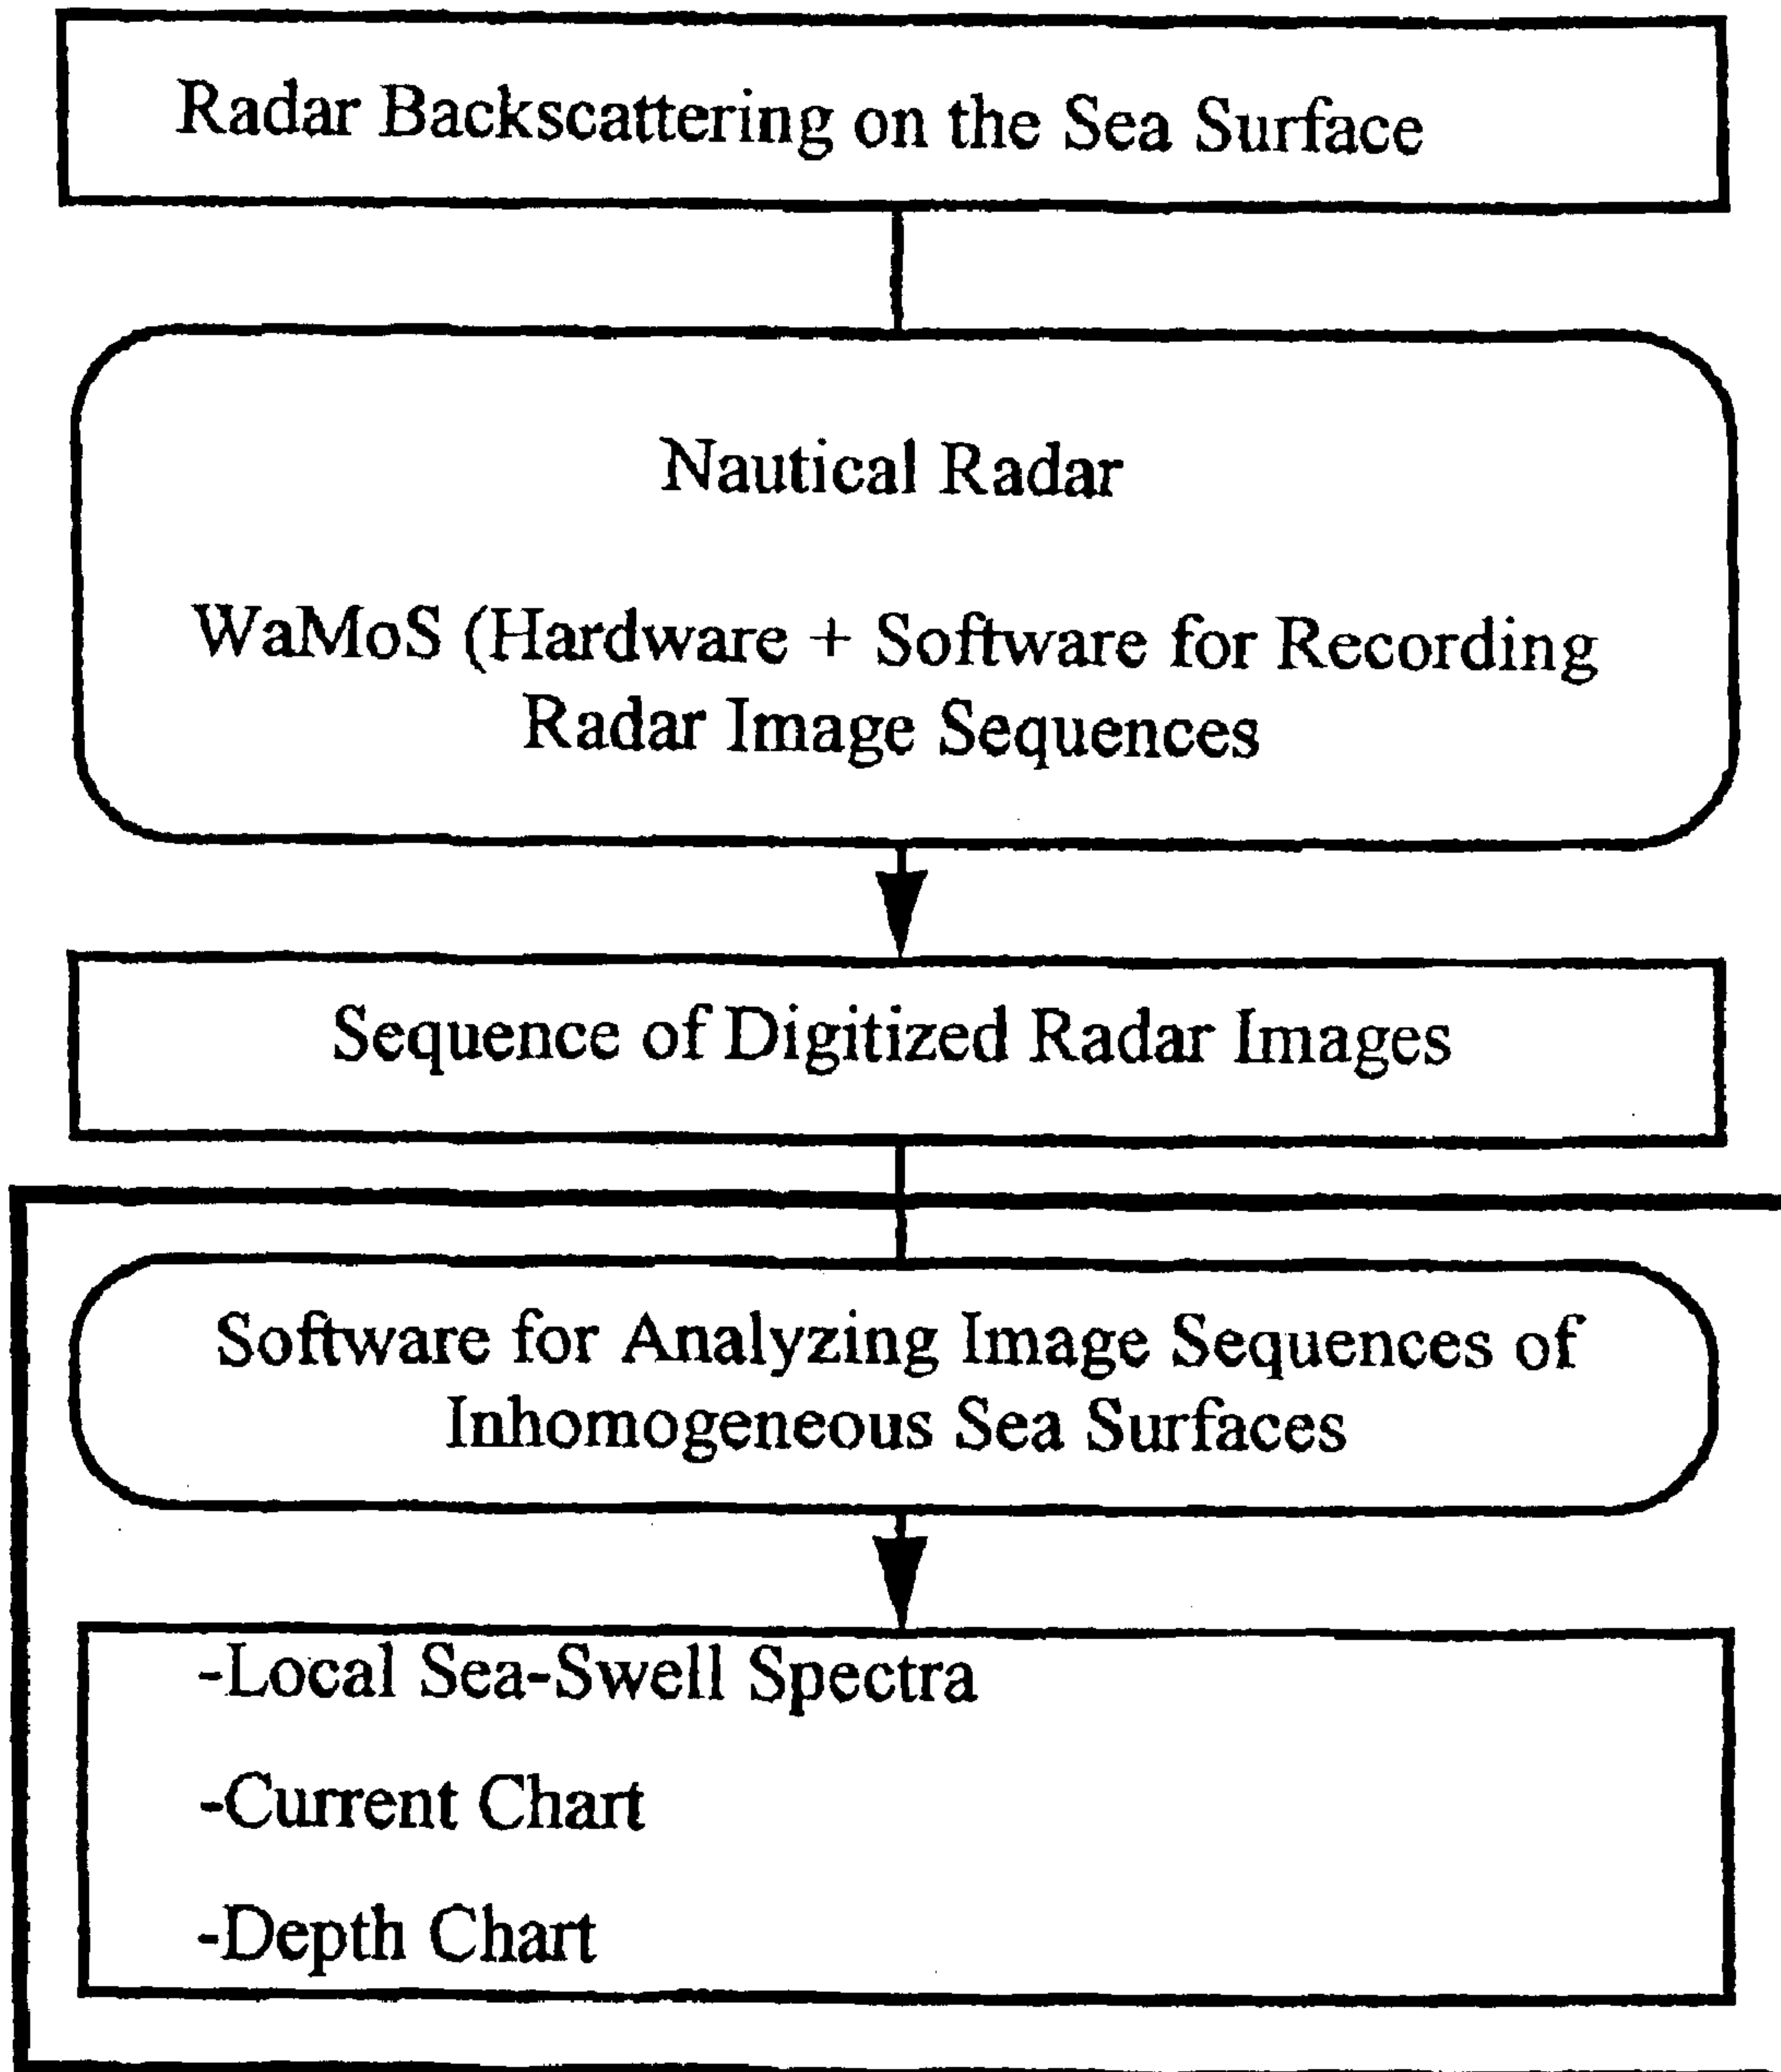 Radar Backscattering on the Sea Surface
Nautical Radar
WaMoS (Hardware + Software for Recording
Radar Image Sequences
Sequence of Digitized Radar Images
Software for Analyzing Image Sequences of
Inhomogeneous Sea Surfaces
-Local Sea-Swell Spectra
-Current Chart
-Depth Chart